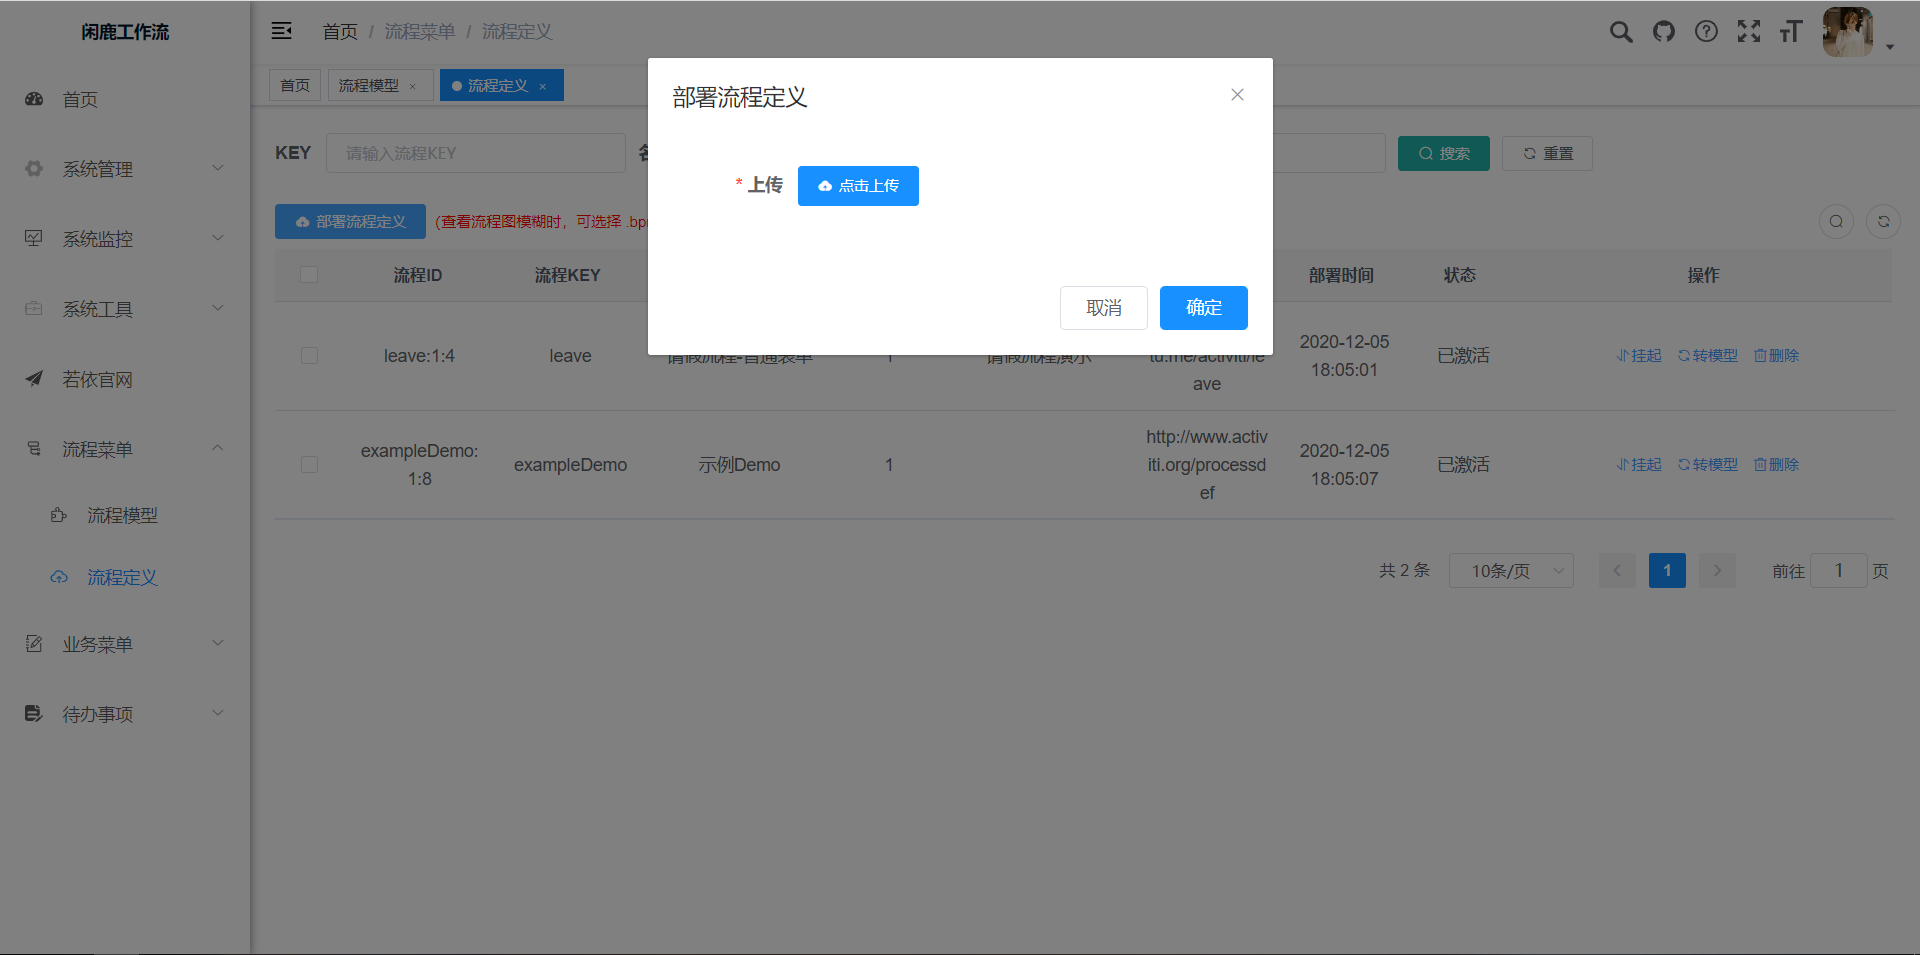 闲鹿工作流
首页 / 流程菜单 / 流程定义
首页
流程模型 ×
流程定义 ×
首页
系统管理
系统监控
系统工具
若依官网
流程菜单
流程模型
流程定义
业务菜单
待办事项
部署流程定义
* 上传
点击上传
取消
确定
KEY
请输入流程KEY
搜索
重置
部署流程定义
(查看流程图模糊时，可选择 .bp
流程ID 流程KEY 部署时间 状态 操作
leave:1:4
leave
请假流程-普通表单
1
请假流程演示
tu.me/activiti/le
ave
2020-12-05
18:05:01
已激活
挂起 转模型 删除
exampleDemo:
1:8
exampleDemo
示例Demo
1
http://www.activ
iti.org/processd
ef
2020-12-05
18:05:07
已激活
挂起 转模型 删除
共 2 条
10条/页
1
前往 1 页